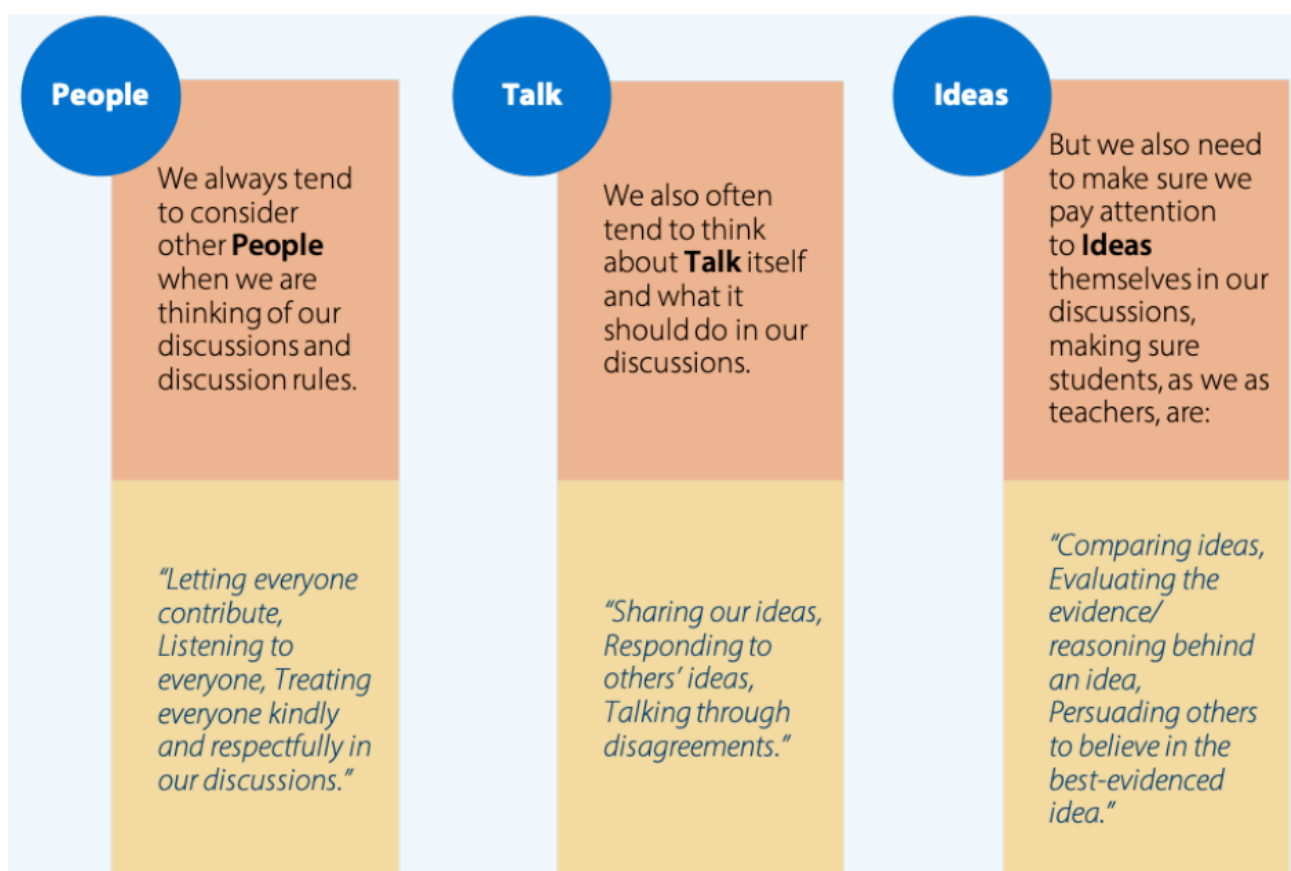 People
We always tend
to consider
other People
when we are
thinking of our
discussions and
discussion rules.
"Letting everyone
contribute,
Listening to
everyone, Treating
everyone kindly
and respectfully in
our discussions."
Talk
We also often
tend to think
about Talk itself
and what it
should do in our
discussions.
"Sharing our ideas,
Responding to
others' ideas,
Talking through
disagreements."
Ideas
But we also need
to make sure we
pay attention
to Ideas
themselves in our
discussions,
making sure
students, as we as
teachers, are:
"Comparing ideas,
Evaluating the
evidence/
reasoning behind
an idea,
Persuading others
to believe in the
best-evidenced
idea."